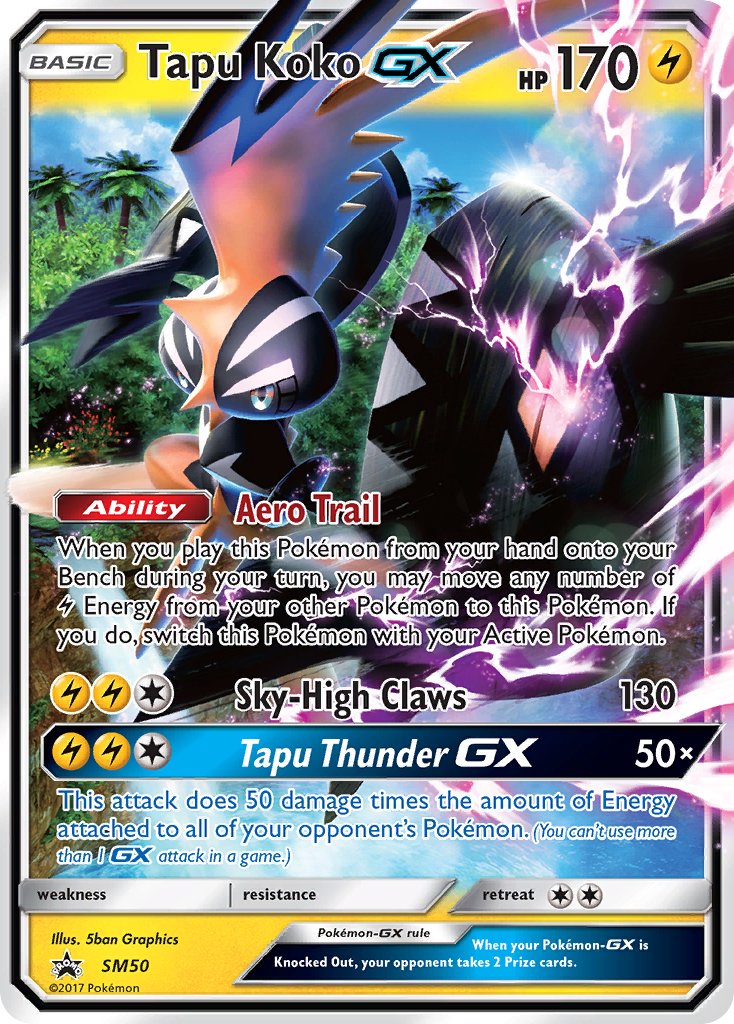 BASIC Tapu Koko GX HP 170
Ability Aero Trail
When you play this Pokémon from your hand onto your
Bench during your turn, you may move any number of
Energy from your other Pokémon to this Pokémon. If
you do, switch this Pokémon with your Active Pokémon.
Sky-High Claws 130
Tapu Thunder GX 50×
This attack does 50 damage times the amount of Energy
attached to all of your opponent's Pokémon. (You can't use more
than 1 GX attack in a game.)
weakness resistance retreat
Illus. 5ban Graphics
PROMO SM50
©2017 Pokémon
Pokémon-GX rule
When your Pokémon-GX is
Knocked Out, your opponent takes 2 Prize cards.